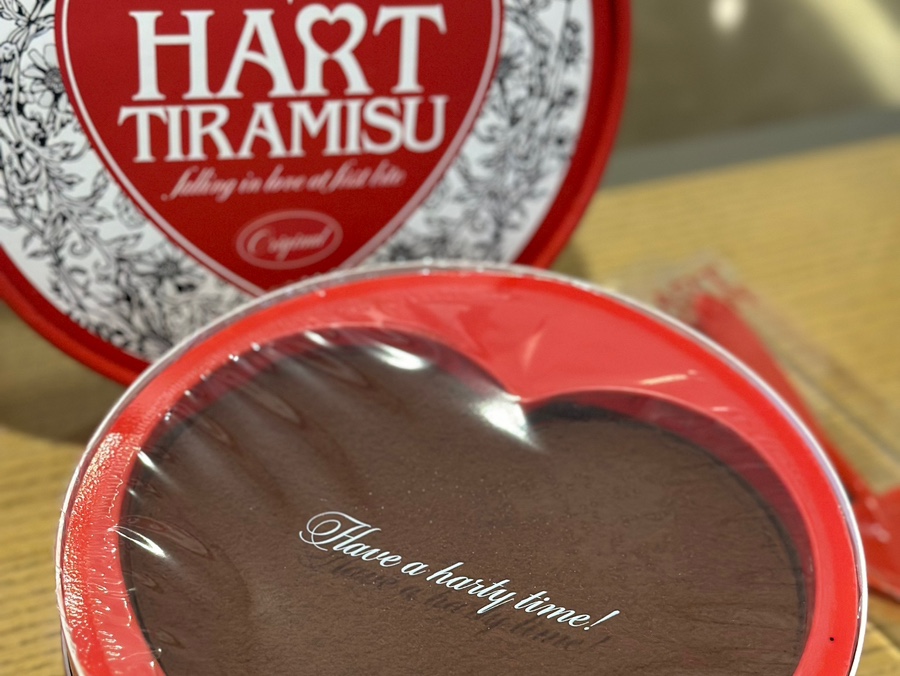 HART
TIRAMISU
falling in love at first bite
Original
Have a harty time!